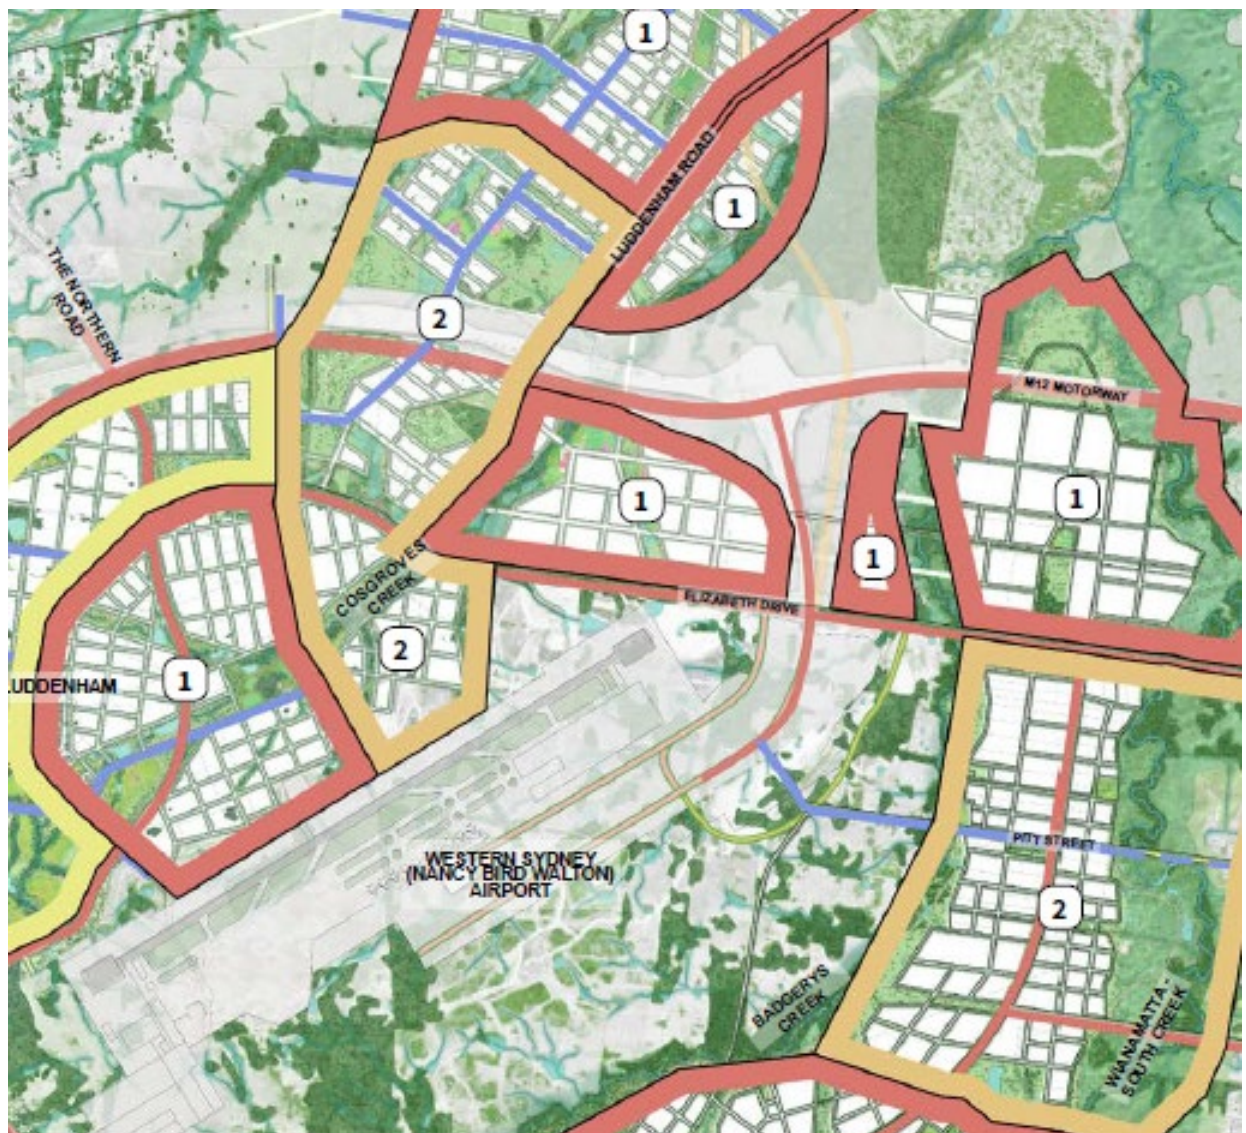 1
LUDDENHAM ROAD
1
THE NORTHERN
ROAD
2
M12 MOTORWAY
1
1
1
COSGROVES
CREEK
ELIZABETH DRIVE
2
LUDDENHAM
1
PITT STREET
WESTERN SYDNEY
(NANCY BIRD WALTON)
AIRPORT
2
BADGERYS
CREEK
WIANAMATTA -
SOUTH CREEK